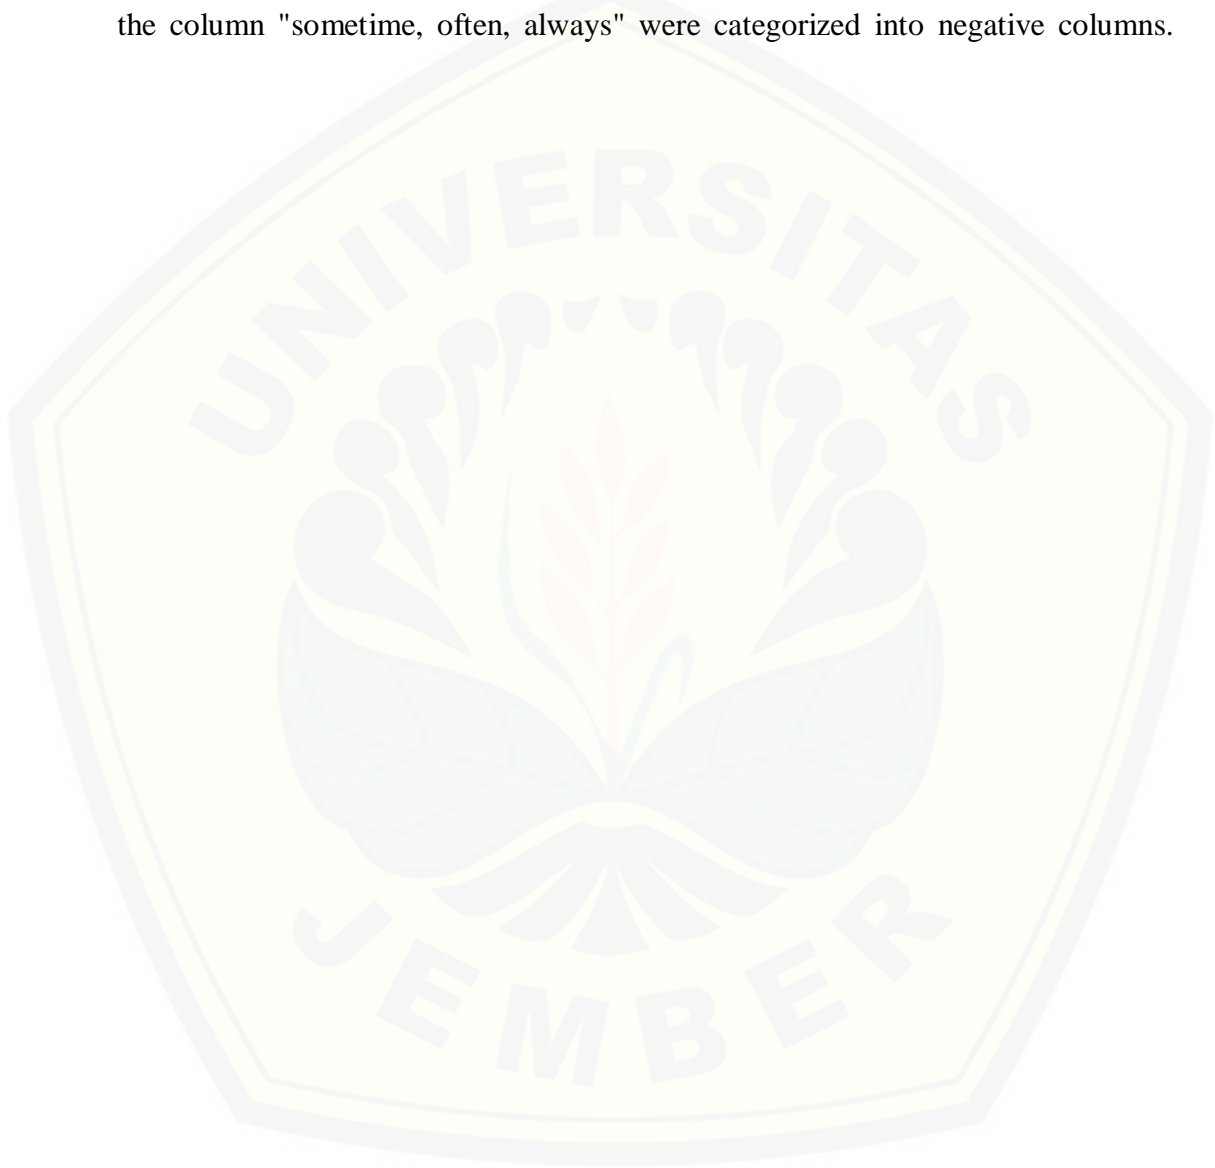 the column "sometime, often, always" were categorized into negative columns.
UNIVERSITAS
JEMBER